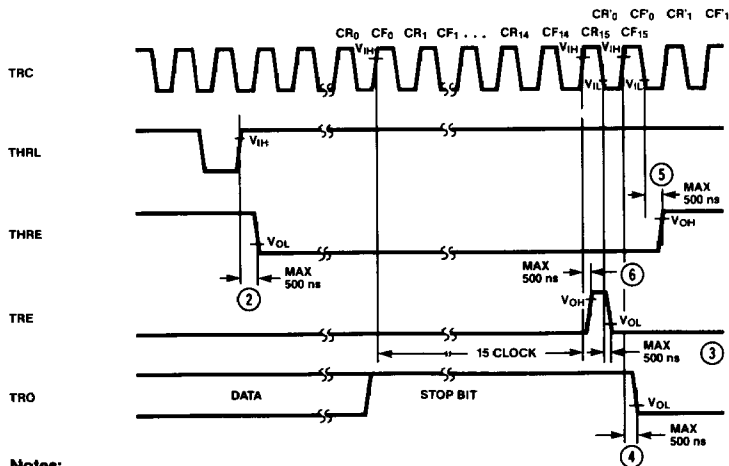 CR'0 CF'0 CR'1 CF'1
CR0 CF0 CR1 CF1 . . . CR14 CF14 CR15 CF15
VIH VIH VIH
TRC
VIL VIL
THRL
VIH
5
MAX
500 ns
THRE
VOH
VOL
MAX
500 ns
2
MAX
500 ns
6
VOH
TRE
VOL
15 CLOCK
MAX
500 ns
3
TRO
DATA
STOP BIT
VOL
MAX
500 ns
4
Notes: